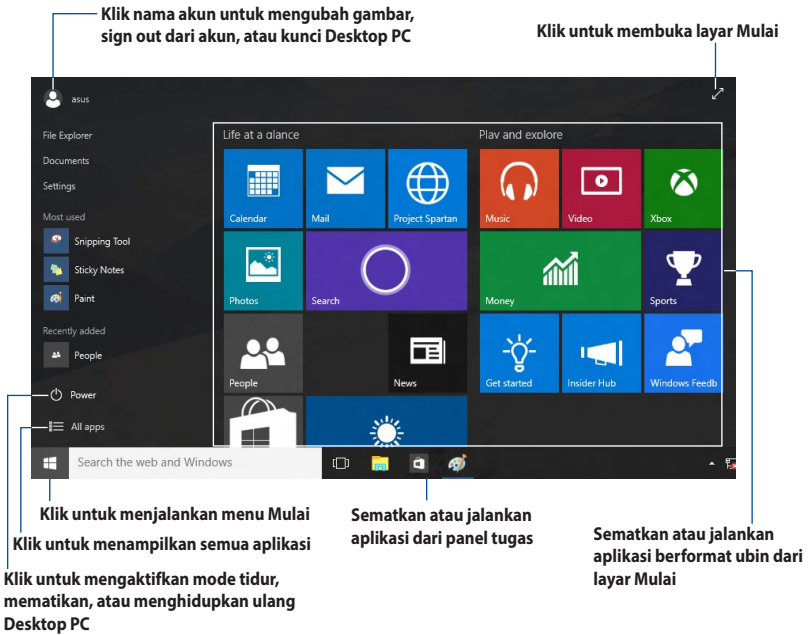 Klik nama akun untuk mengubah gambar,
sign out dari akun, atau kunci Desktop PC
Klik untuk membuka layar Mulai
asus
File Explorer
Documents
Settings
Most used
Snipping Tool
Sticky Notes
Paint
Recently added
People
Power
All apps
Life at a glance
Calendar
Mail
Project Spartan
Photos
Search
People
News
Play and explore
Music
Video
Xbox
Money
Sports
Get started
Insider Hub
Windows Feedb
Search the web and Windows
Klik untuk menjalankan menu Mulai
Klik untuk menampilkan semua aplikasi
Klik untuk mengaktifkan mode tidur,
mematikan, atau menghidupkan ulang
Desktop PC
Sematkan atau jalankan
aplikasi dari panel tugas
Sematkan atau jalankan
aplikasi berformat ubin dari
layar Mulai